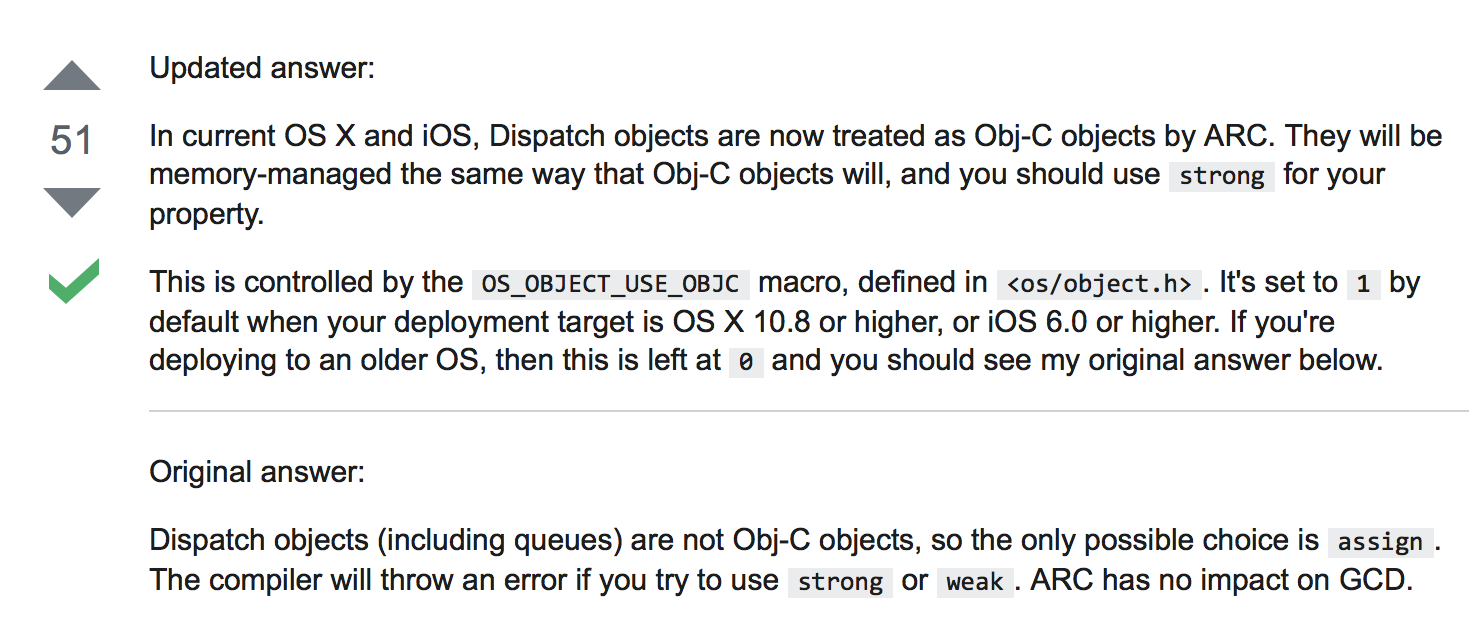 Updated answer:
51
In current OS X and iOS, Dispatch objects are now treated as Obj-C objects by ARC. They will be
memory-managed the same way that Obj-C objects will, and you should use strong for your
property.
This is controlled by the OS_OBJECT_USE_OBJC macro, defined in <os/object.h>. It's set to 1 by
default when your deployment target is OS X 10.8 or higher, or iOS 6.0 or higher. If you're
deploying to an older OS, then this is left at 0 and you should see my original answer below.
Original answer:
Dispatch objects (including queues) are not Obj-C objects, so the only possible choice is assign.
The compiler will throw an error if you try to use strong or weak. ARC has no impact on GCD.